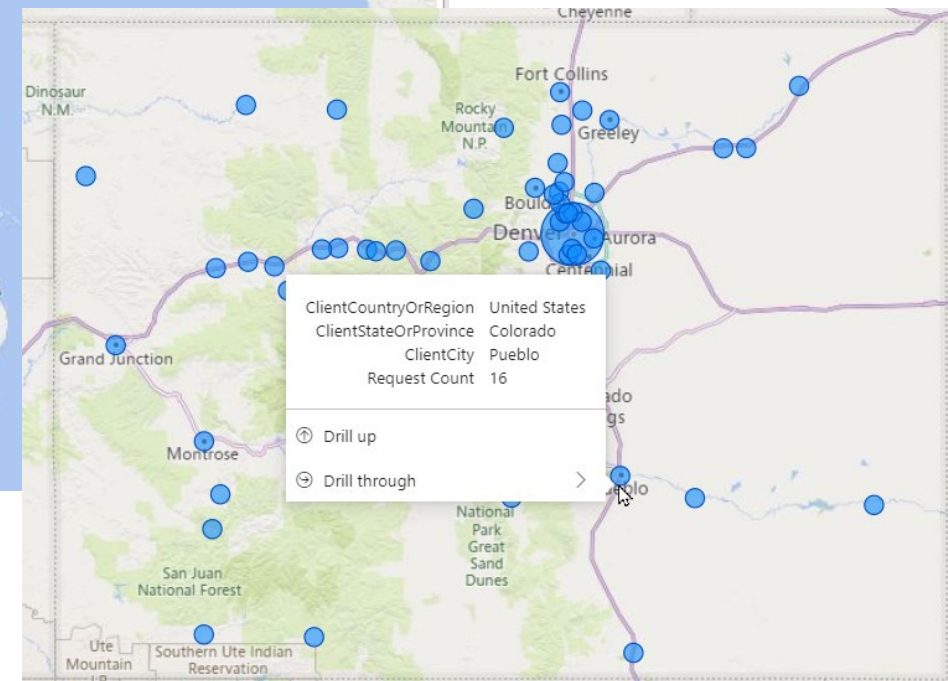 Cheyenne
Fort Collins
Dinosaur
N.M.
Rocky
Mountain
N.P.
Greeley
Denver
Aurora
Centennial
ClientCountryOrRegion United States
ClientStateOrProvince Colorado
ClientCity Pueblo
Request Count 16
Grand Junction
Drill up
Montrose
Drill through
National
Park
Great
Sand
Dunes
San Juan
National Forest
Ute
Mountain
Southern Ute Indian
Reservation